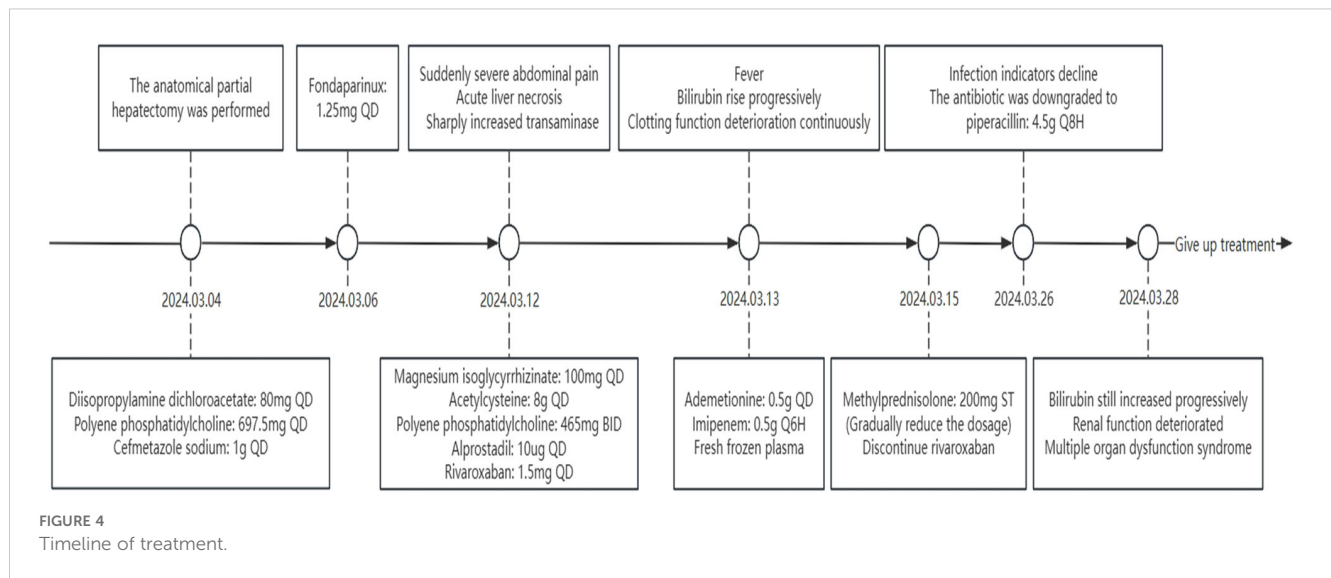 The anatomical partial
hepatectomy was performed
Fondaparinux:
1.25mg QD
Suddenly severe abdominal pain
Acute liver necrosis
Sharply increased transaminase
Fever
Bilirubin rise progressively
Clotting function deterioration continuously
Infection indicators decline
The antibiotic was downgraded to
piperacillin: 4.5g Q8H
Give up treatment
2024.03.04
2024.03.06
2024.03.12
2024.03.13
2024.03.15
2024.03.26
2024.03.28
Diisopropylamine dichloroacetate: 80mg QD
Polyene phosphatidylcholine: 697.5mg QD
Cefmetazole sodium: 1g QD
Magnesium isoglycyrrhizinate: 100mg QD
Acetylcysteine: 8g QD
Polyene phosphatidylcholine: 465mg BID
Alprostadil: 10ug QD
Rivaroxaban: 1.5mg QD
Ademetionine: 0.5g QD
Imipenem: 0.5g Q6H
Fresh frozen plasma
Methylprednisolone: 200mg ST
(Gradually reduce the dosage)
Discontinue rivaroxaban
Bilirubin still increased progressively
Renal function deteriorated
Multiple organ dysfunction syndrome
FIGURE 4
Timeline of treatment.